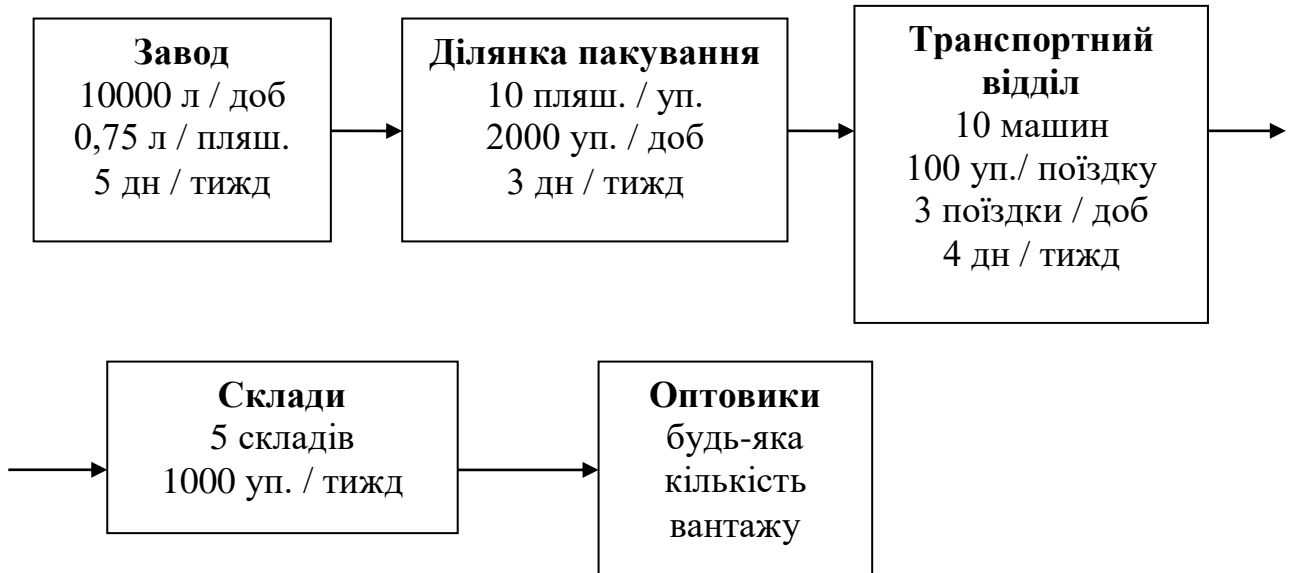 Завод
10000 л / доб
0,75 л / пляш.
5 дн / тижд
Ділянка пакування
10 пляш. / уп.
2000 уп. / доб
3 дн / тижд
Транспортний
відділ
10 машин
100 уп./ поїздку
3 поїздки / доб
4 дн / тижд
Склади
5 складів
1000 уп. / тижд
Оптовики
будь-яка
кількість
вантажу